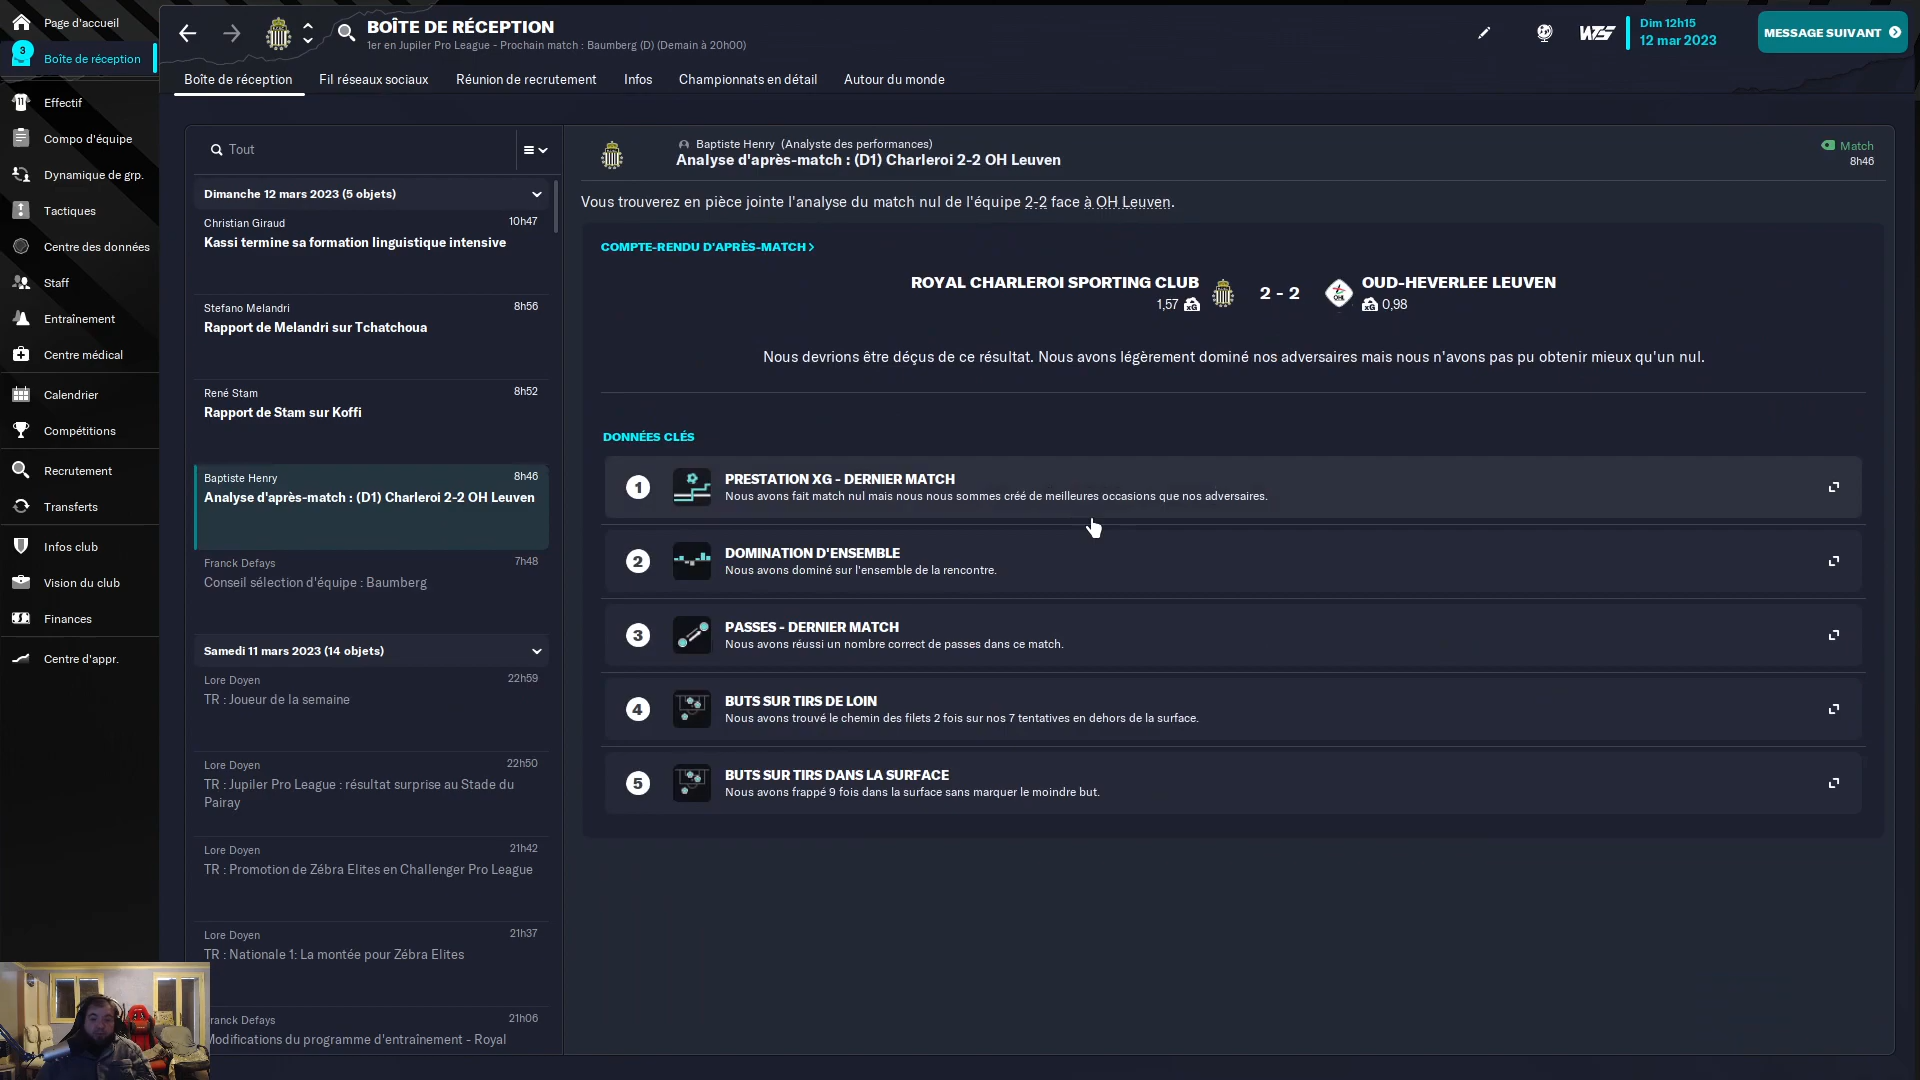 Page d'accueil
3
Boîte de réception
Effectif
Compo d'équipe
Dynamique de grp.
Tactiques
Centre des données
Staff
Entraînement
Centre médical
Calendrier
Compétitions
Recrutement
Transferts
Infos club
Vision du club
Finances
Centre d'appr.
BOÎTE DE RÉCEPTION
1er en Jupiler Pro League - Prochain match : Baumberg (D) (Demain à 20h00)
Dim 12h15
12 mar 2023
MESSAGE SUIVANT
Boîte de réception
Fil réseaux sociaux
Réunion de recrutement
Infos
Championnats en détail
Autour du monde
Tout
Dimanche 12 mars 2023 (5 objets)
Christian Giraud 10h47
Kassi termine sa formation linguistique intensive
Stefano Melandri 8h56
Rapport de Melandri sur Tchatchoua
René Stam 8h52
Rapport de Stam sur Koffi
Baptiste Henry 8h46
Analyse d'après-match : (D1) Charleroi 2-2 OH Leuven
Franck Defays 7h48
Conseil sélection d'équipe : Baumberg
Samedi 11 mars 2023 (14 objets)
Lore Doyen 22h59
TR : Joueur de la semaine
Lore Doyen 22h50
TR : Jupiler Pro League : résultat surprise au Stade du
Pairay
Lore Doyen 21h42
TR : Promotion de Zébra Elites en Challenger Pro League
Lore Doyen 21h37
TR : Nationale 1: La montée pour Zébra Elites
ranck Defays 21h06
Modifications du programme d'entraînement - Royal
Baptiste Henry (Analyste des performances)
Analyse d'après-match : (D1) Charleroi 2-2 OH Leuven
Match
8h46
Vous trouverez en pièce jointe l'analyse du match nul de l'équipe 2-2 face à OH Leuven.
COMPTE-RENDU D'APRÈS-MATCH
ROYAL CHARLEROI SPORTING CLUB 2 - 2 OUD-HEVERLEE LEUVEN
1,57 xG xG 0,98
Nous devrions être déçus de ce résultat. Nous avons légèrement dominé nos adversaires mais nous n'avons pas pu obtenir mieux qu'un nul.
DONNÉES CLÉS
1
PRESTATION XG - DERNIER MATCH
Nous avons fait match nul mais nous nous sommes créé de meilleures occasions que nos adversaires.
2
DOMINATION D'ENSEMBLE
Nous avons dominé sur l'ensemble de la rencontre.
3
PASSES - DERNIER MATCH
Nous avons réussi un nombre correct de passes dans ce match.
4
BUTS SUR TIRS DE LOIN
Nous avons trouvé le chemin des filets 2 fois sur nos 7 tentatives en dehors de la surface.
5
BUTS SUR TIRS DANS LA SURFACE
Nous avons frappé 9 fois dans la surface sans marquer le moindre but.